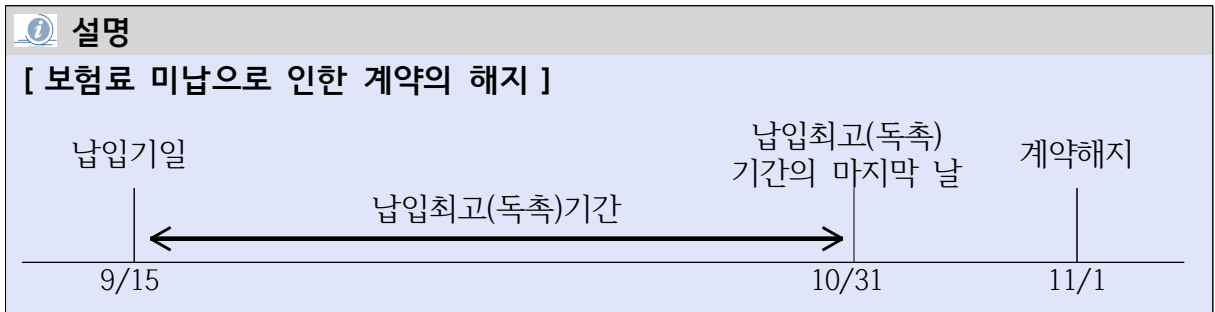 설명
[ 보험료 미납으로 인한 계약의 해지 ]
납입기일
납입최고(독촉)
기간의 마지막 날
계약해지
납입최고(독촉)기간
9/15
10/31
11/1